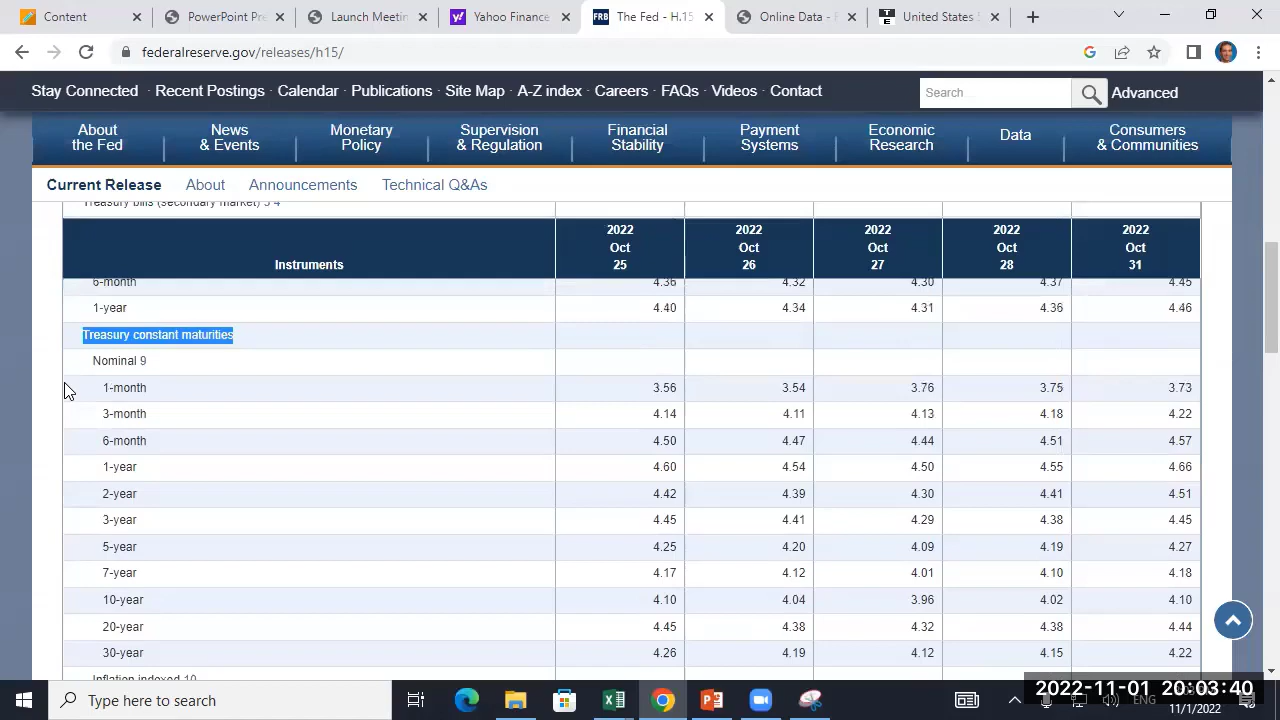 Content
PowerPoint Pre
Launch Meetin
Yahoo Finance
FRB
The Fed - H.15
Online Data -
United States
federalreserve.gov/releases/h15/
Stay Connected · Recent Postings · Calendar · Publications · Site Map · A-Z index · Careers · FAQs · Videos · Contact
Search ...
Advanced
About the Fed
News & Events
Monetary Policy
Supervision & Regulation
Financial Stability
Payment Systems
Economic Research
Data
Consumers & Communities
Current Release About Announcements Technical Q&As
Treasury bills (secondary market) 3 4
Instruments 2022 Oct 25 2022 Oct 26 2022 Oct 27 2022 Oct 28 2022 Oct 31
6-month 4.36 4.32 4.30 4.37 4.45
1-year 4.40 4.34 4.31 4.36 4.46
Treasury constant maturities
Nominal 9
1-month 3.56 3.54 3.76 3.75 3.73
3-month 4.14 4.11 4.13 4.18 4.22
6-month 4.50 4.47 4.44 4.51 4.57
1-year 4.60 4.54 4.50 4.55 4.66
2-year 4.42 4.39 4.30 4.41 4.51
3-year 4.45 4.41 4.29 4.38 4.45
5-year 4.25 4.20 4.09 4.19 4.27
7-year 4.17 4.12 4.01 4.10 4.18
10-year 4.10 4.04 3.96 4.02 4.10
20-year 4.45 4.38 4.32 4.38 4.44
30-year 4.26 4.19 4.12 4.15 4.22
Inflation indexed 10
Type here to search
ENG
2022-11-01 20:03:40
11/1/2022